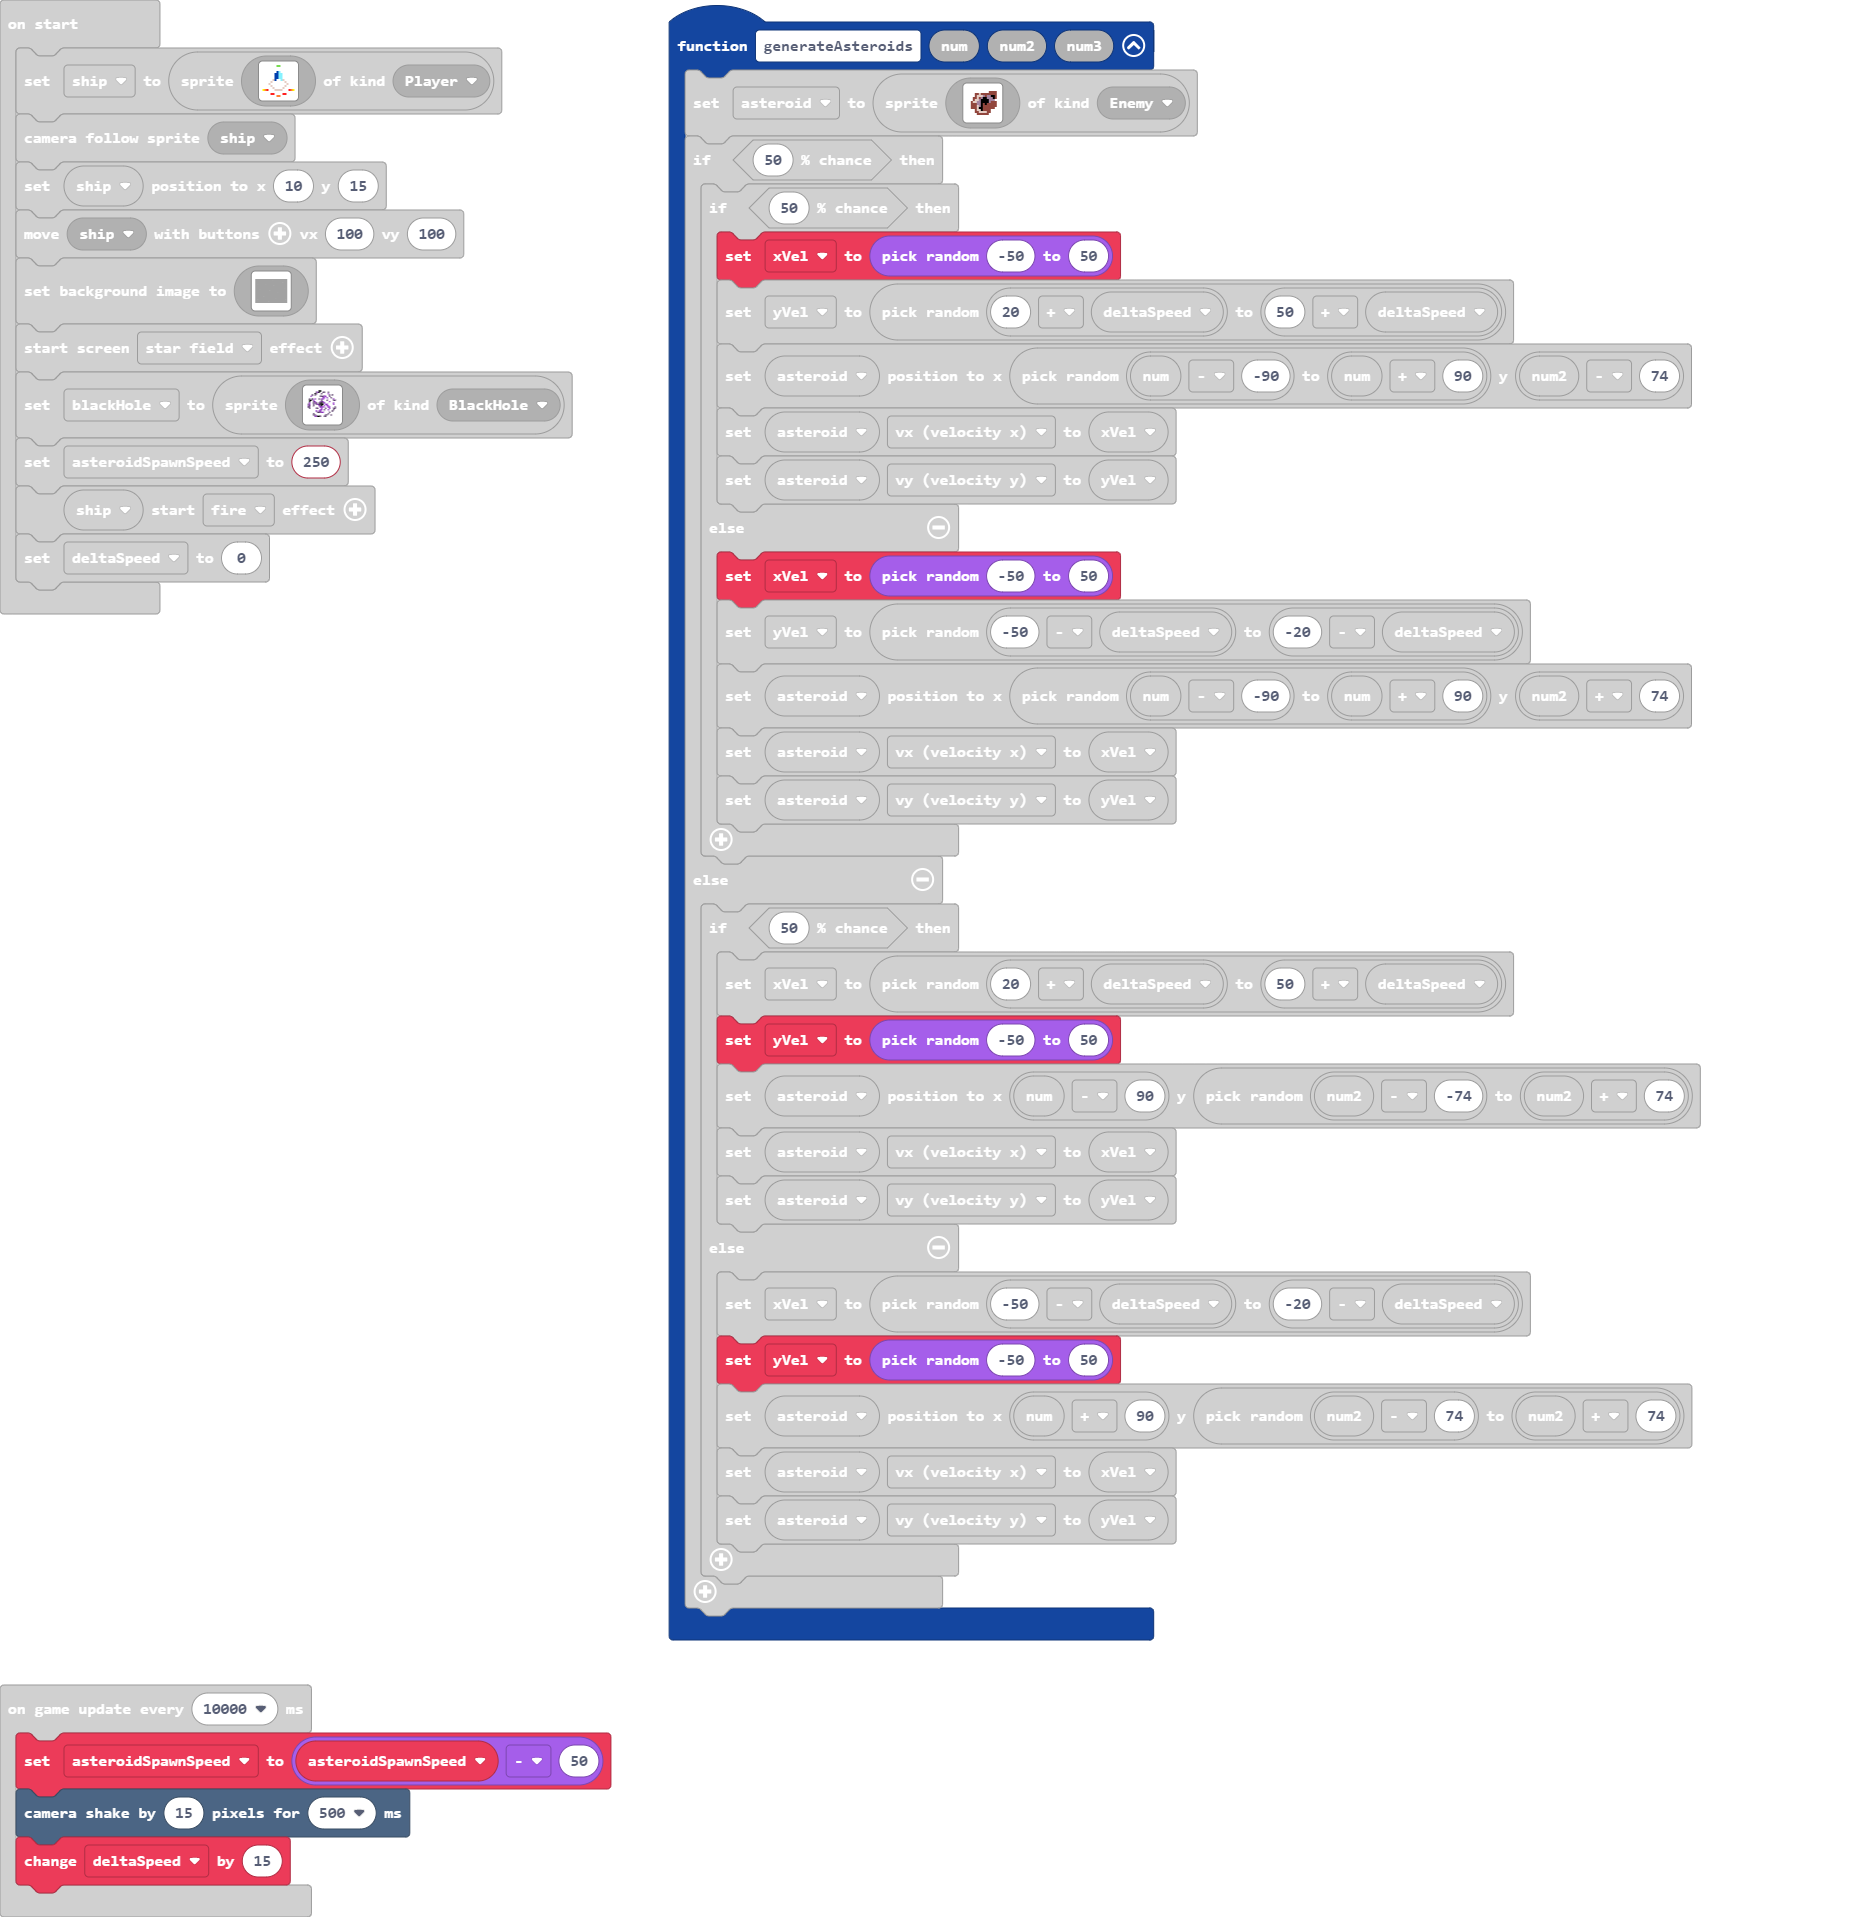 on start
set ship to sprite of kind Player
camera follow sprite ship
set ship position to x 10 y 15
move ship with buttons vx 100 vy 100
set background image to
start screen star field effect
set blackHole to sprite of kind BlackHole
set asteroidSpawnSpeed to 250
ship start fire effect
set deltaSpeed to 0
function generateAsteroids num num2 num3
set asteroid to sprite of kind Enemy
if 50 % chance then
if 50 % chance then
set xVel to pick random -50 to 50
set yVel to pick random 20 + deltaSpeed to 50 + deltaSpeed
set asteroid position to x pick random num - -90 to num + 90 y num2 - 74
set asteroid vx (velocity x) to xVel
set asteroid vy (velocity y) to yVel
else
set xVel to pick random -50 to 50
set yVel to pick random -50 - deltaSpeed to -20 - deltaSpeed
set asteroid position to x pick random num - -90 to num + 90 y num2 + 74
set asteroid vx (velocity x) to xVel
set asteroid vy (velocity y) to yVel
else
if 50 % chance then
set xVel to pick random 20 + deltaSpeed to 50 + deltaSpeed
set yVel to pick random -50 to 50
set asteroid position to x num - 90 y pick random num2 - -74 to num2 + 74
set asteroid vx (velocity x) to xVel
set asteroid vy (velocity y) to yVel
else
set xVel to pick random -50 - deltaSpeed to -20 - deltaSpeed
set yVel to pick random -50 to 50
set asteroid position to x num + 90 y pick random num2 - 74 to num2 + 74
set asteroid vx (velocity x) to xVel
set asteroid vy (velocity y) to yVel
on game update every 10000 ms
set asteroidSpawnSpeed to asteroidSpawnSpeed - 50
camera shake by 15 pixels for 500 ms
change deltaSpeed by 15